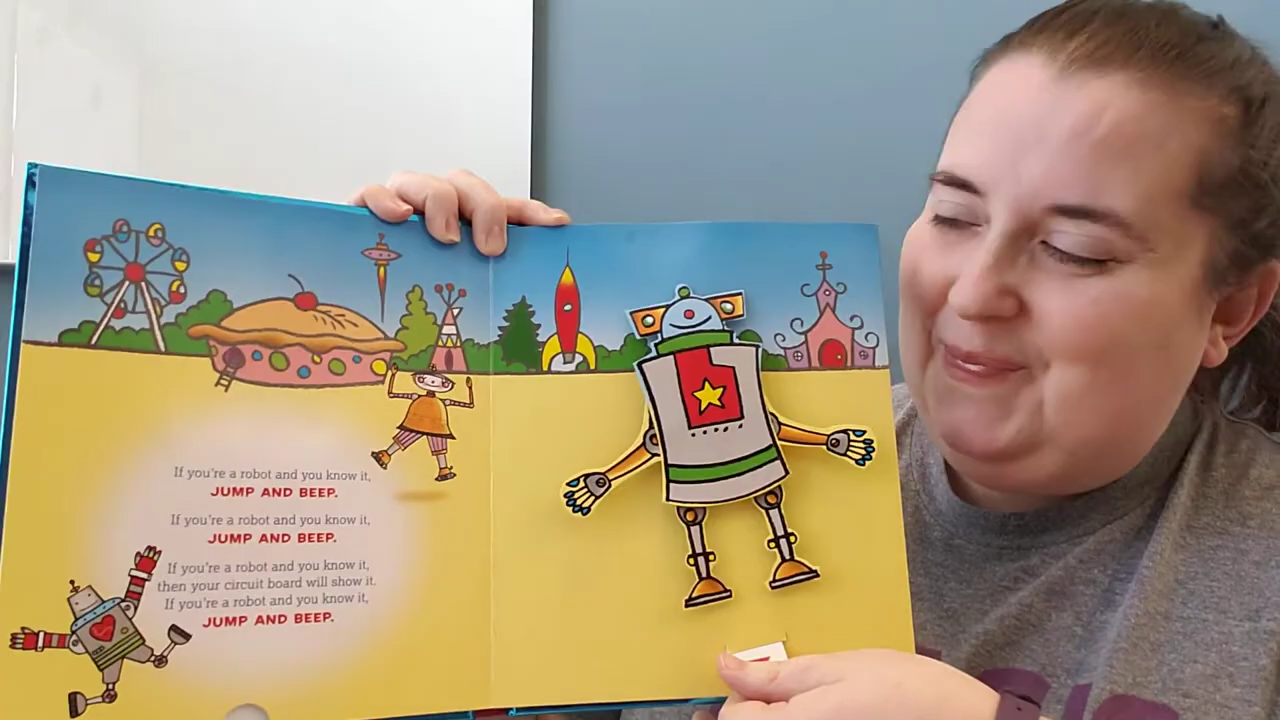 If you're a robot and you know it,
JUMP AND BEEP.
If you're a robot and you know it,
JUMP AND BEEP.
If you're a robot and you know it,
then your circuit board will show it.
If you're a robot and you know it,
JUMP AND BEEP.